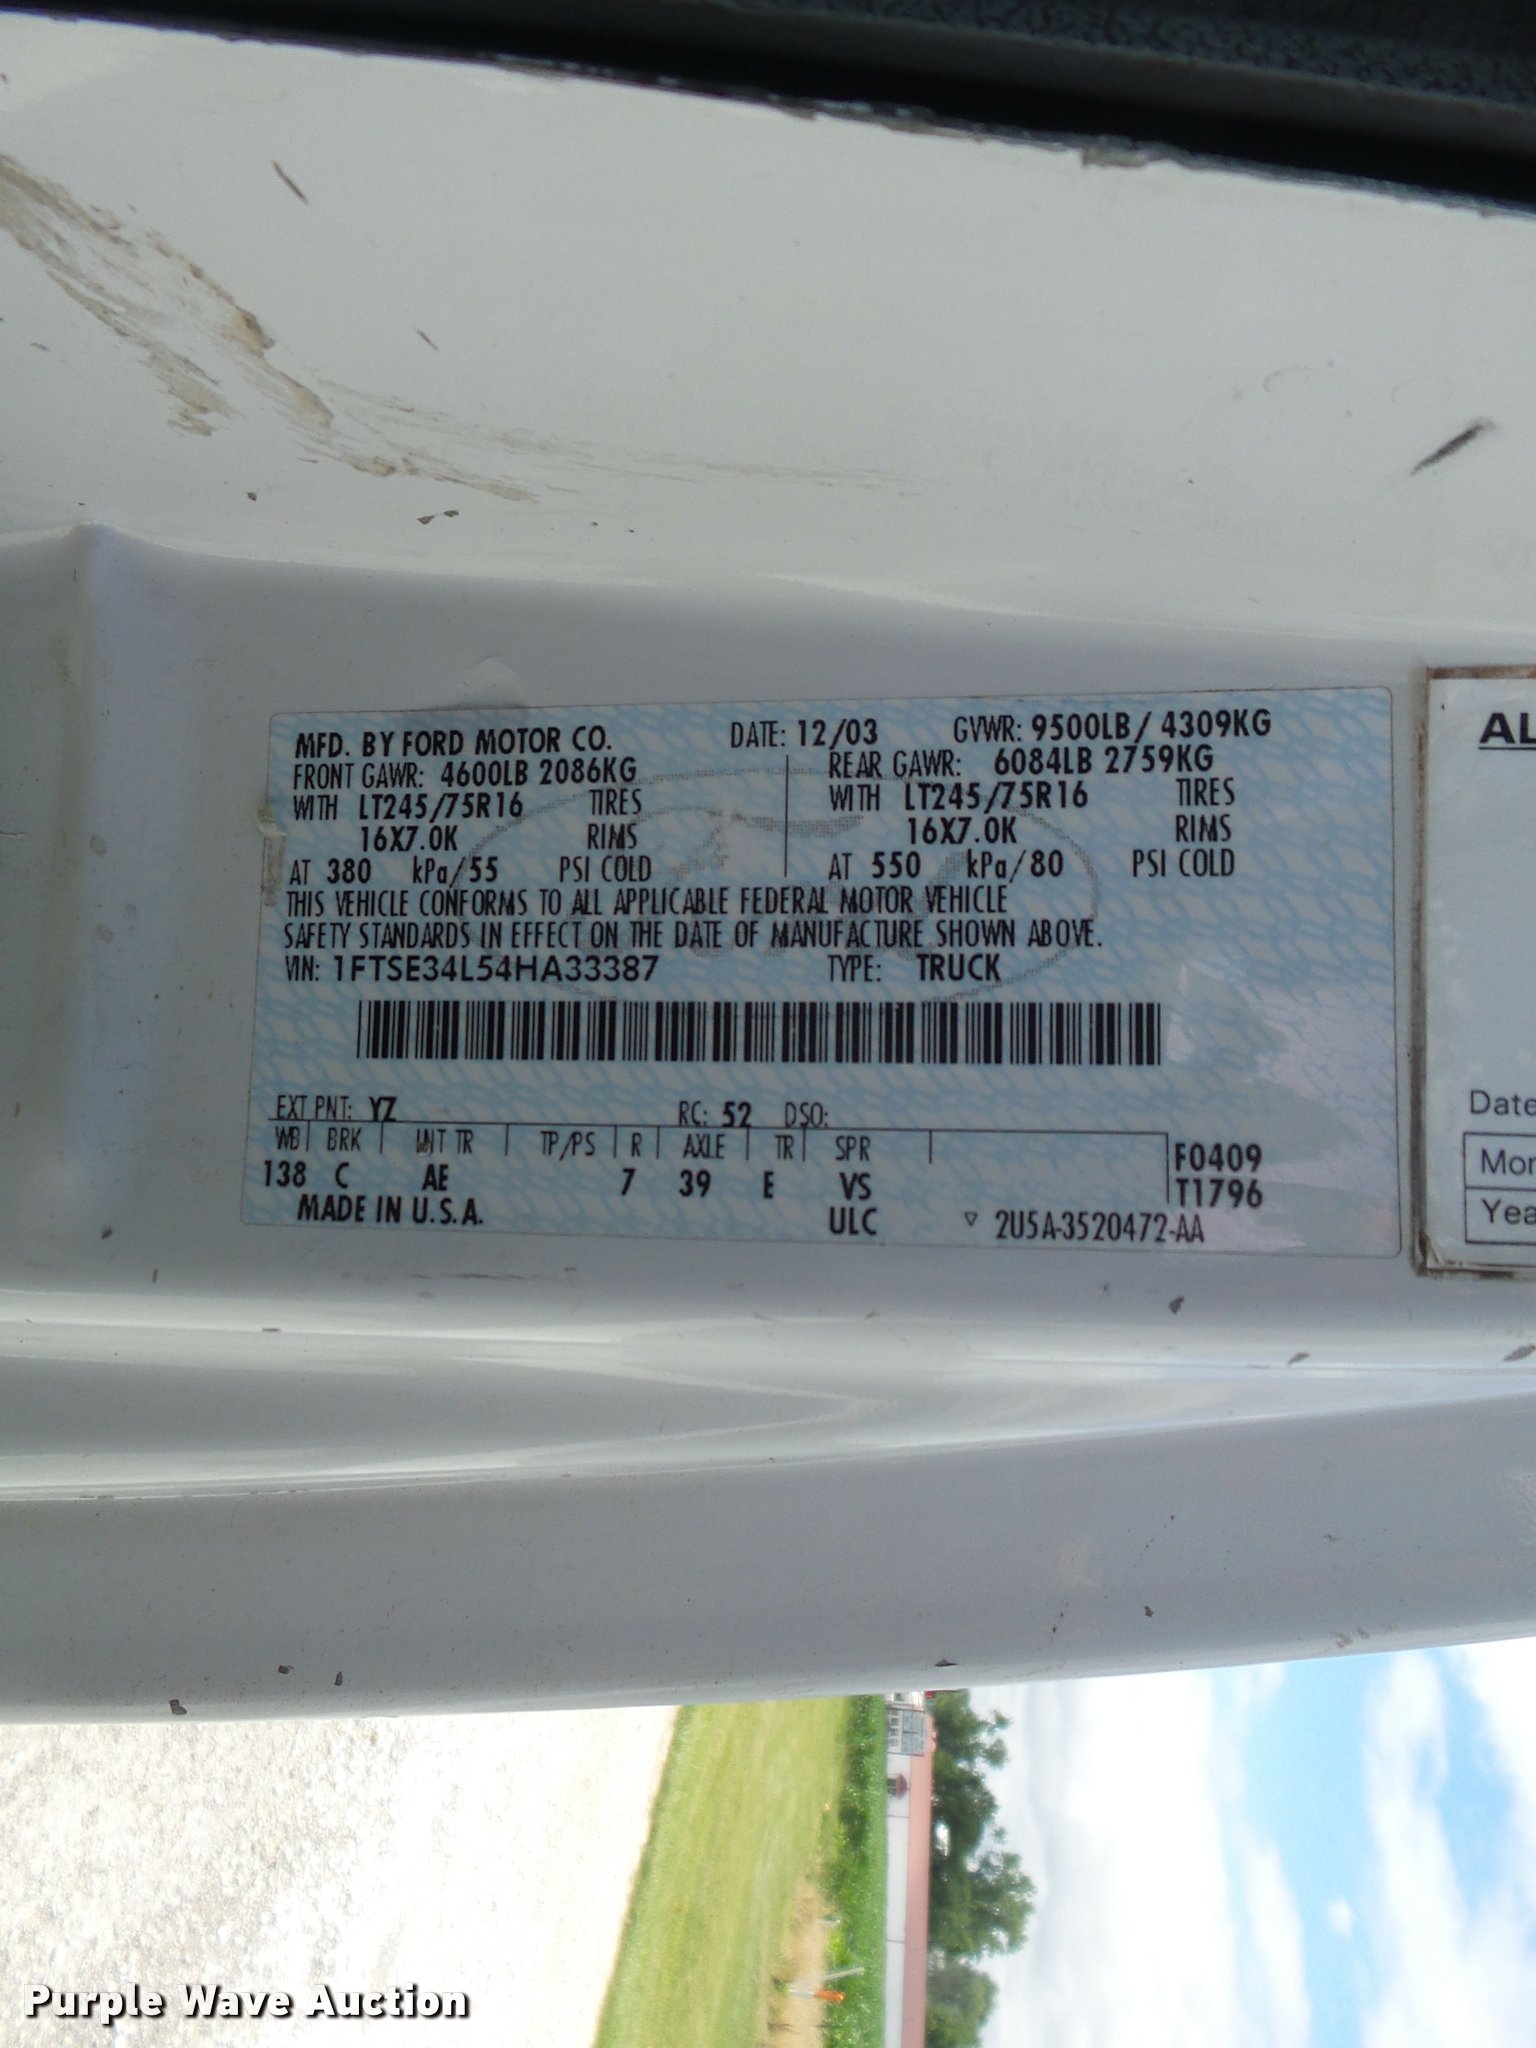 MFD. BY FORD MOTOR CO. DATE: 12/03 GVWR: 9500LB/ 4309KG
FRONT GAWR: 4600LB 2086KG REAR GAWR: 6084LB 2759KG
WITH LT245/75R16 TIRES WITH LT245/75R16 TIRES
16X7.0K RIMS 16X7.0K RIMS
AT 380 kPa/55 PSI COLD AT 550 kPa/80 PSI COLD
THIS VEHICLE CONFORMS TO ALL APPLICABLE FEDERAL MOTOR VEHICLE
SAFETY STANDARDS IN EFFECT ON THE DATE OF MANUFACTURE SHOWN ABOVE.
VIN: 1FTSE34L54HA33387 TYPE: TRUCK
EXT PNT: YZ RC: 52 DSO:
WB BRK INT TR TP/PS R AXLE TR SPR F0409
138 C AE 7 39 E VS T1796
MADE IN U.S.A. ULC ▽ 2U5A-3520472-AA
AL
Date
Mon
Yea
Purple Wave Auction